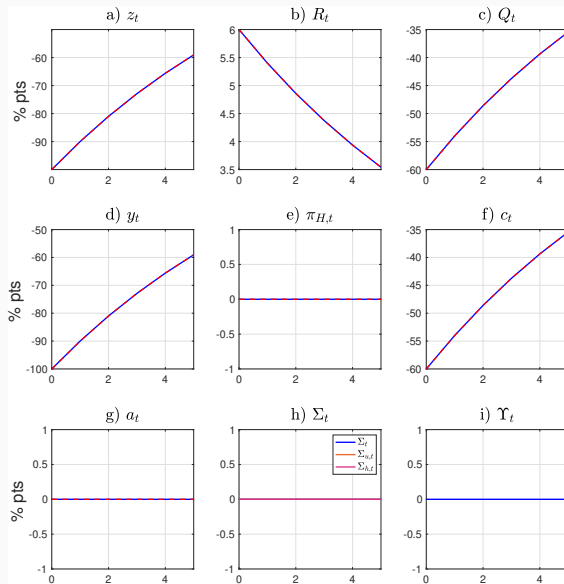 a) z_t b) R_t c) Q_t
% pts
-60
-70
-80
-90
0 2 4
6
5.5
5
4.5
4
3.5
0 2 4
-35
-40
-45
-50
-55
-60
0 2 4
d) y_t e) π_{H,t} f) c_t
% pts
-50
-60
-70
-80
-90
-100
0 2 4
1
0.5
0
-0.5
-1
0 2 4
-35
-40
-45
-50
-55
-60
0 2 4
g) a_t h) Σ_t i) Υ_t
% pts
1
0.5
0
-0.5
-1
0 2 4
1
0.5
0
-0.5
-1
0 2 4
Σ_t
Σ_{u,t}
Σ_{h,t}
1
0.5
0
-0.5
-1
0 2 4